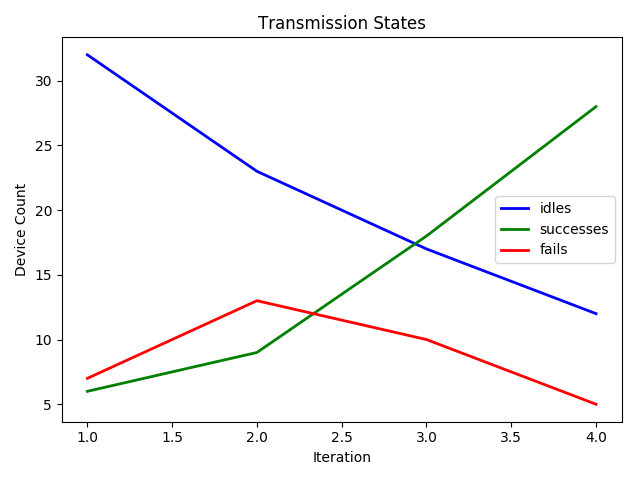 Transmission States
Device Count
30
25
20
15
10
5
idles
successes
fails
1.0 1.5 2.0 2.5 3.0 3.5 4.0
Iteration